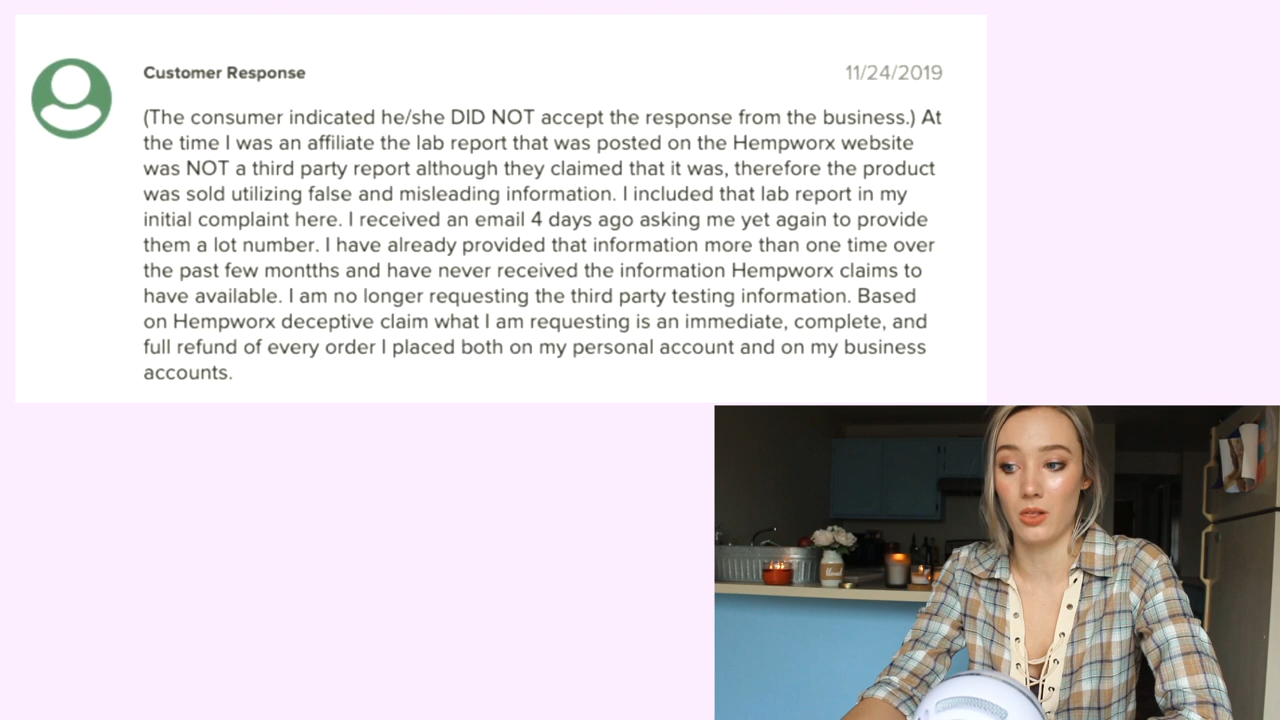 Customer Response
11/24/2019
(The consumer indicated he/she DID NOT accept the response from the business.) At
the time I was an affiliate the lab report that was posted on the Hempworx website
was NOT a third party report although they claimed that it was, therefore the product
was sold utilizing false and misleading information. I included that lab report in my
initial complaint here. I received an email 4 days ago asking me yet again to provide
them a lot number. I have already provided that information more than one time over
the past few montths and have never received the information Hempworx claims to
have available. I am no longer requesting the third party testing information. Based
on Hempworx deceptive claim what I am requesting is an immediate, complete, and
full refund of every order I placed both on my personal account and on my business
accounts.